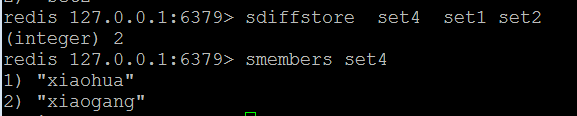 redis 127.0.0.1:6379> sdiffstore  set4  set1 set2
(integer) 2
redis 127.0.0.1:6379> smembers set4
1) "xiaohua"
2) "xiaogang"